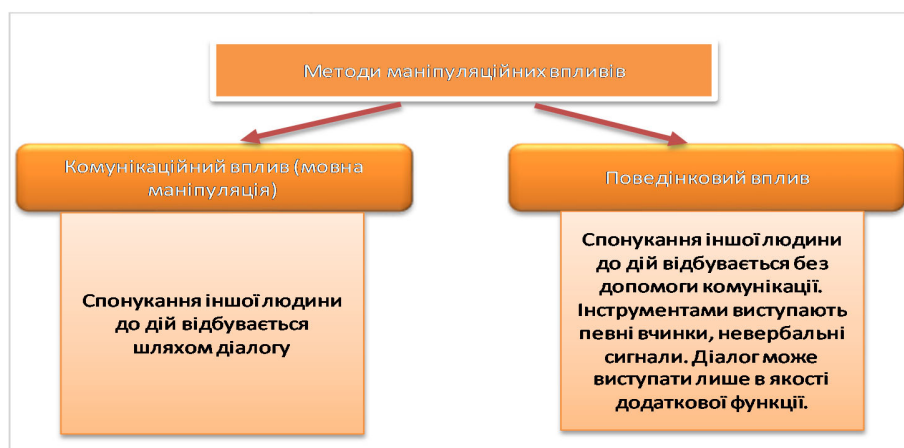 Методи маніпуляційних впливів
Комунікаційний вплив (мовна
маніпуляція)
Спонукання іншої людини
до дій відбувається
шляхом діалогу
Поведінковий вплив
Спонукання іншої людини
до дій відбувається без
допомоги комунікації.
Інструментами виступають
певні вчинки, невербальні
сигнали. Діалог може
виступати лише в якості
додаткової функції.